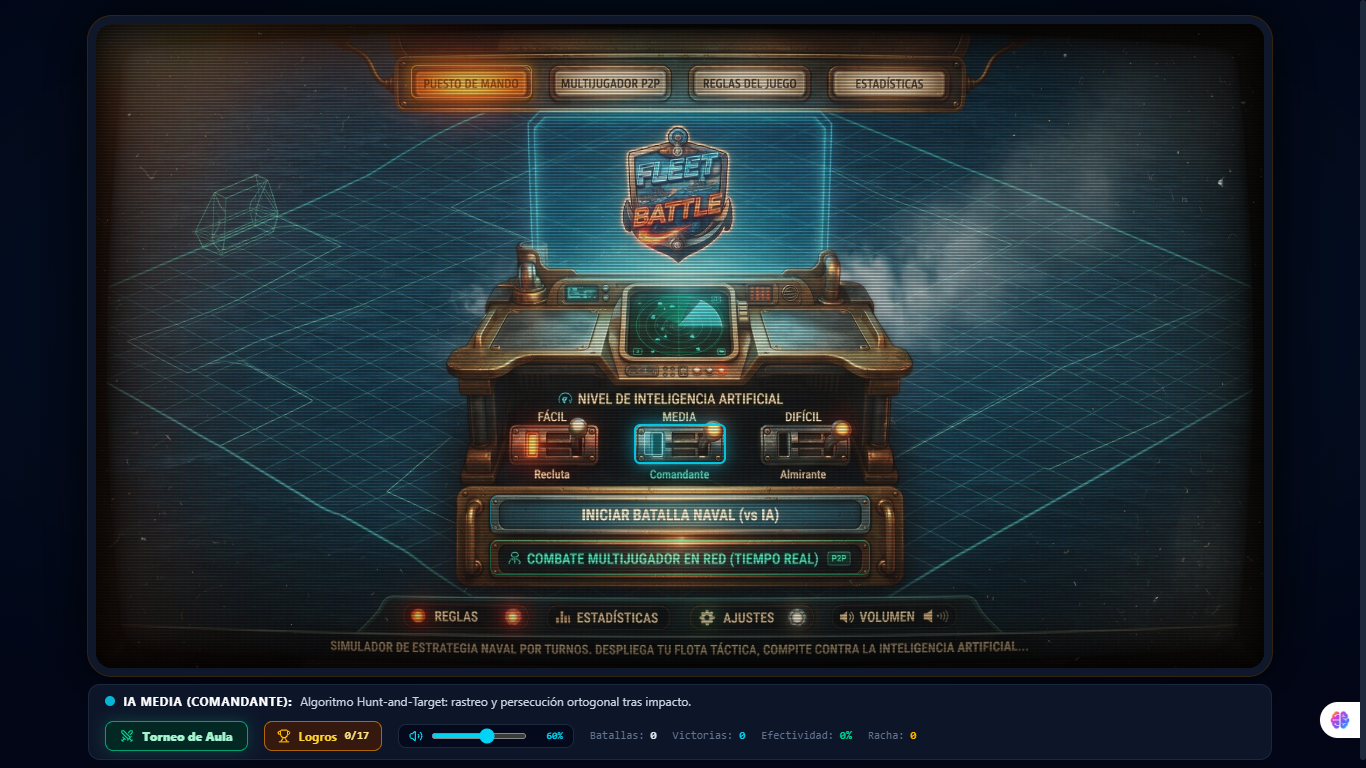 PUESTO DE MANDO
MULTIJUGADOR P2P
REGLAS DEL JUEGO
ESTADÍSTICAS
FLEET
BATTLE
NIVEL DE INTELIGENCIA ARTIFICIAL
FÁCIL
MEDIA
DIFÍCIL
Recluta
Comandante
Almirante
INICIAR BATALLA NAVAL (vs IA)
COMBATE MULTIJUGADOR EN RED (TIEMPO REAL) P2P
REGLAS
ESTADÍSTICAS
AJUSTES
VOLUMEN
SIMULADOR DE ESTRATEGIA NAVAL POR TURNOS. DESPLIEGA TU FLOTA TÁCTICA, COMPITE CONTRA LA INTELIGENCIA ARTIFICIAL...
IA MEDIA (COMANDANTE): Algoritmo Hunt-and-Target: rastreo y persecución ortogonal tras impacto.
Torneo de Aula
Logros 0/17
60%
Batallas: 0
Victorias: 0
Efectividad: 0%
Racha: 0